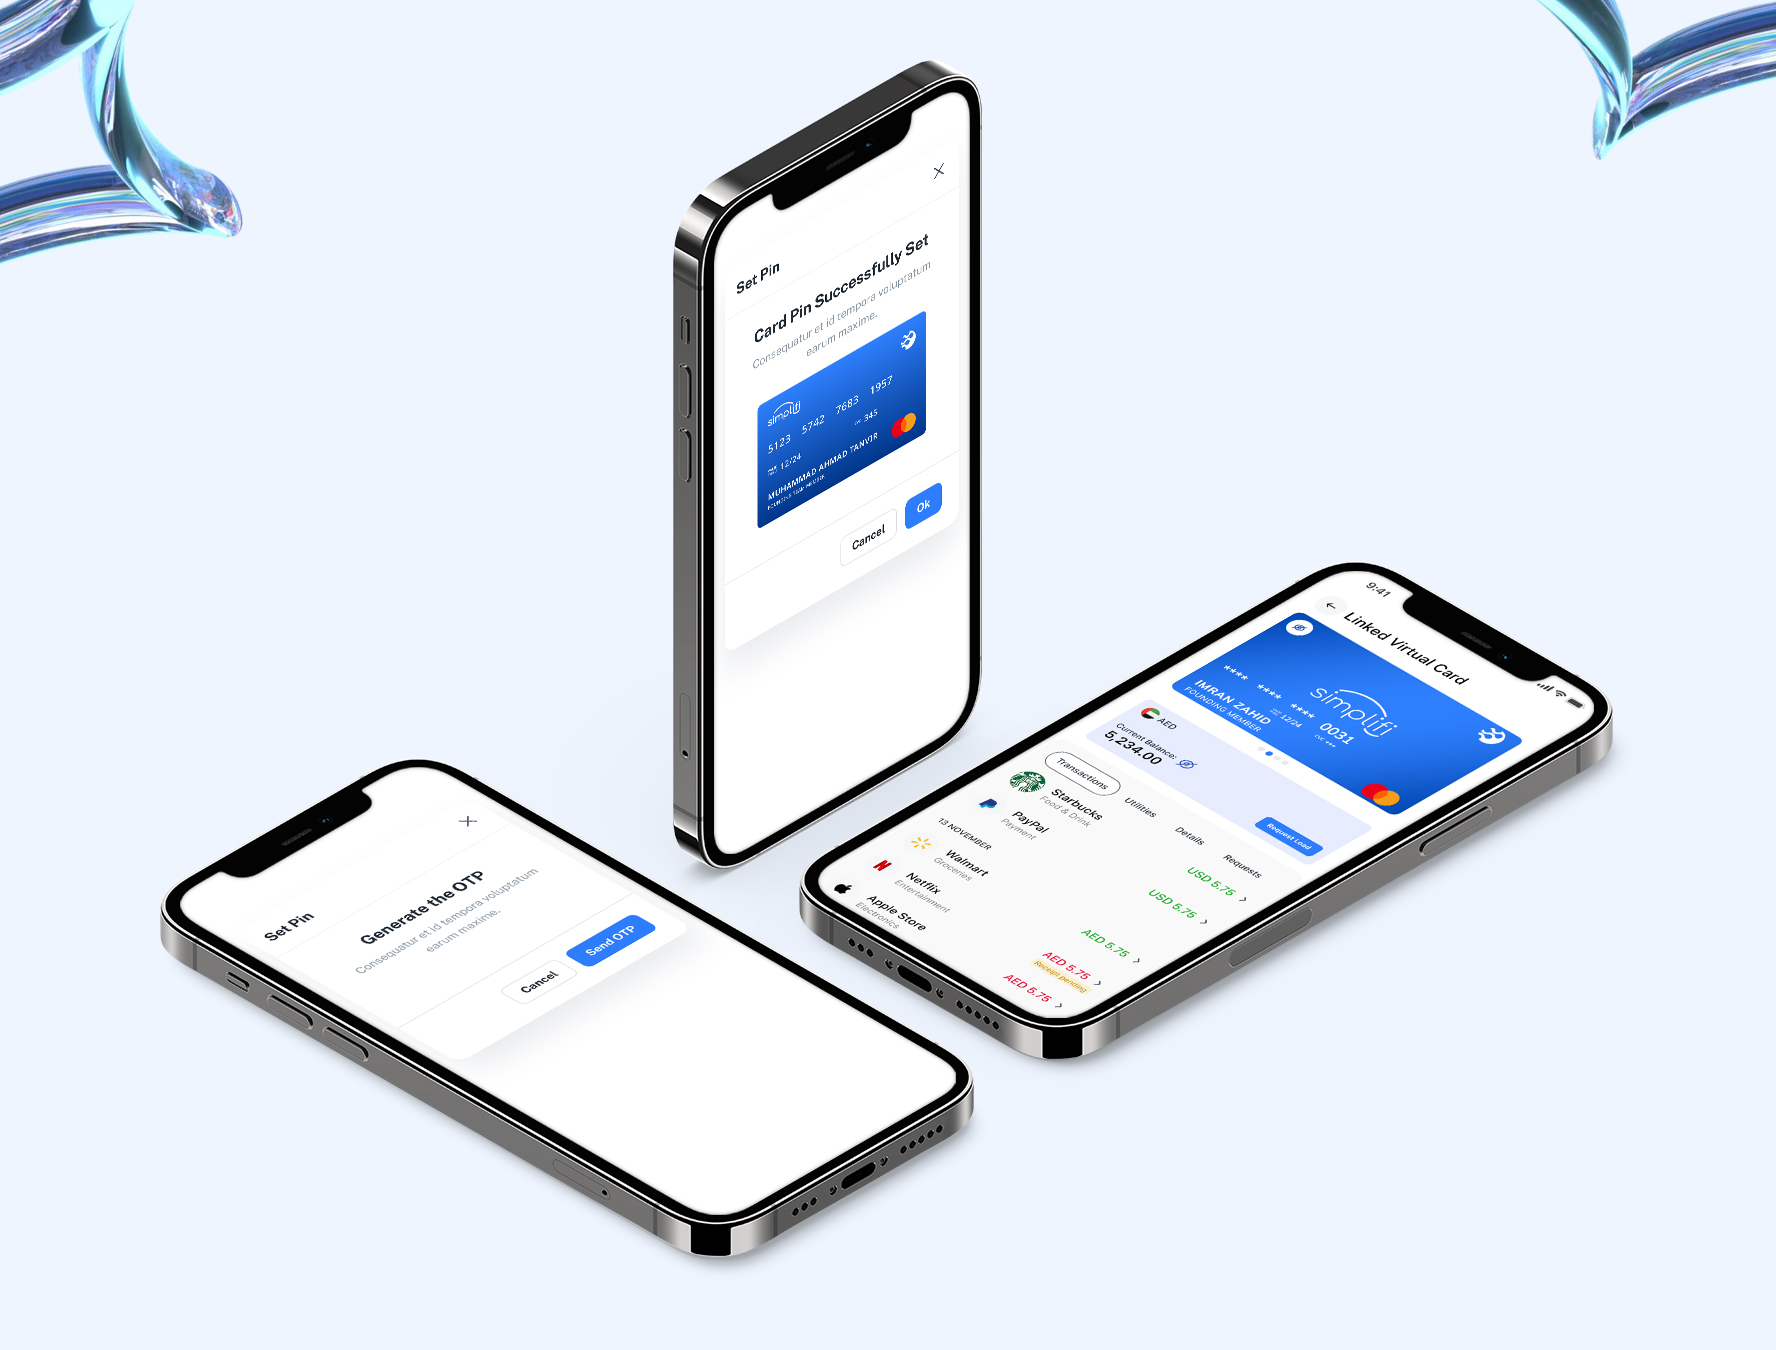 Set Pin
Card Pin Successfully Set
Consequatur et id tempora voluptatum
earum maxime.
simplifi
5123 5742 7683 1957
12/24
CVC 345
MUHAMMAD AHMAD TANVIR
FOUNDING TEAM MEMBER
Cancel
Ok
Set Pin
Generate the OTP
Consequatur et id tempora voluptatum
earum maxime.
Cancel
Send OTP
9:41
Linked Virtual Card
simplifi
**** **** **** 0031
12/24
CVC ***
IMRAN ZAHID
FOUNDING MEMBER
AED
Current Balance:
5,234.00
Request Load
Transactions
Utilities
Details
Requests
Starbucks
Food & Drink
USD 5.75
PayPal
Payment
USD 5.75
13 NOVEMBER
Walmart
Groceries
AED 5.75
Netflix
Entertainment
AED 5.75
Receipt pending
Apple Store
Electronics
AED 5.75